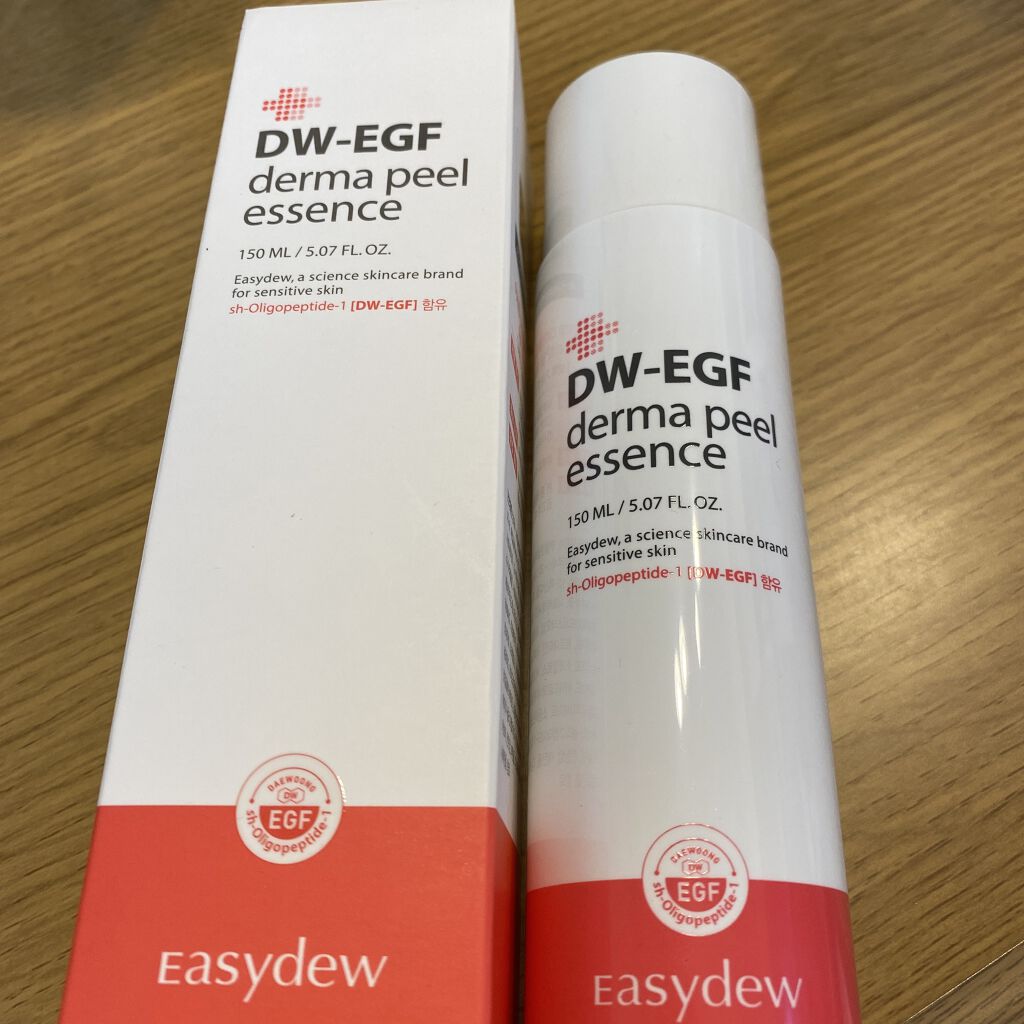 DW-EGF
derma peel
essence
150 ML / 5.07 FL. OZ.
Easydew, a science skincare brand
for sensitive skin
sh-Oligopeptide-1 [DW-EGF] 함유
DAEWOONG
DW
EGF
sh-Oligopeptide-1
Easydew
DW-EGF
derma peel
essence
150 ML / 5.07 FL. OZ.
Easydew, a science skincare brand
for sensitive skin
sh-Oligopeptide-1 [DW-EGF] 함유
DAEWOONG
DW
EGF
sh-Oligopeptide-1
Easydew